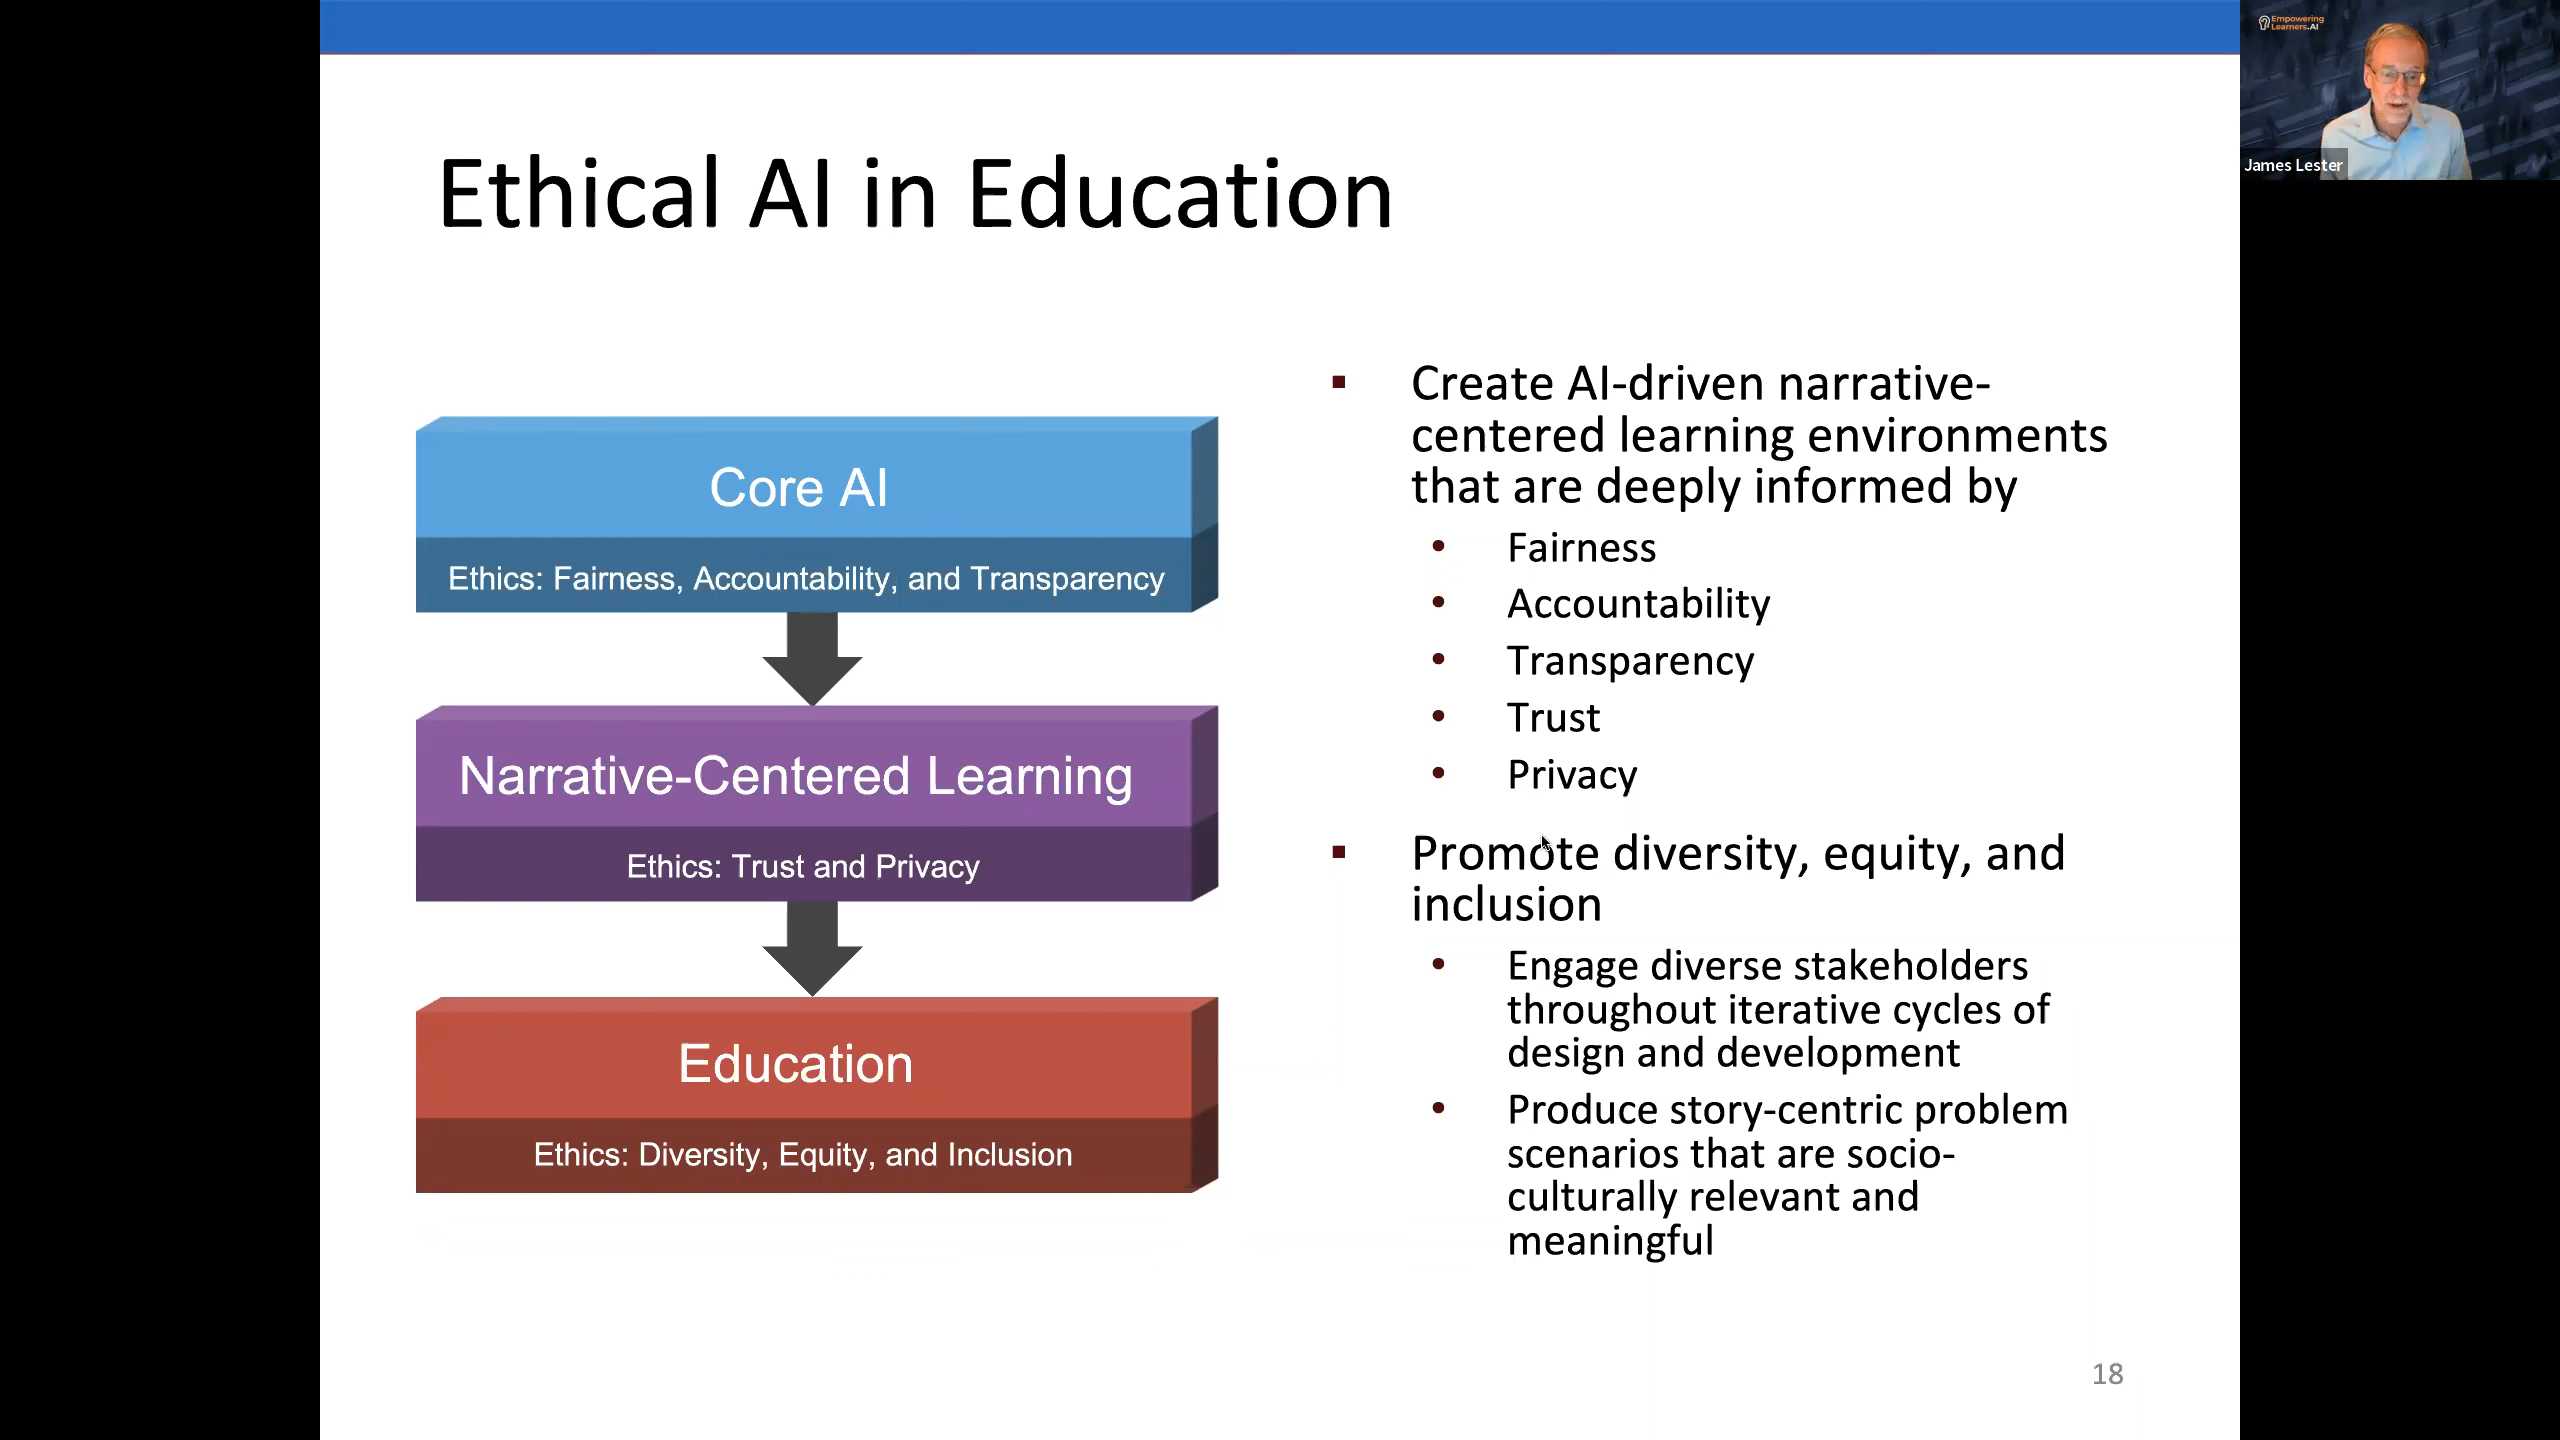 Empowering
Learners.AI
James Lester
Ethical AI in Education
Core AI
Ethics: Fairness, Accountability, and Transparency
Narrative-Centered Learning
Ethics: Trust and Privacy
Education
Ethics: Diversity, Equity, and Inclusion
▪ Create AI-driven narrative-
centered learning environments
that are deeply informed by
• Fairness
• Accountability
• Transparency
• Trust
• Privacy
▪ Promote diversity, equity, and
inclusion
• Engage diverse stakeholders
throughout iterative cycles of
design and development
• Produce story-centric problem
scenarios that are socio-
culturally relevant and
meaningful
18